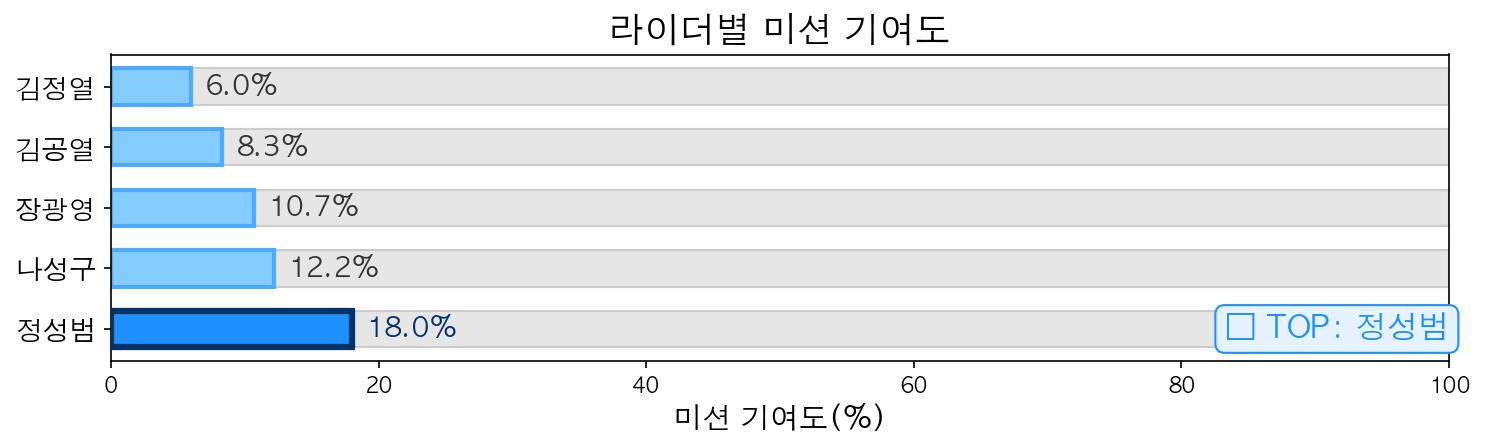 라이더별 미션 기여도
김정열 6.0%
김공열 8.3%
장광영 10.7%
나성구 12.2%
정성범 18.0%
□ TOP: 정성범
0 20 40 60 80 100
미션 기여도(%)